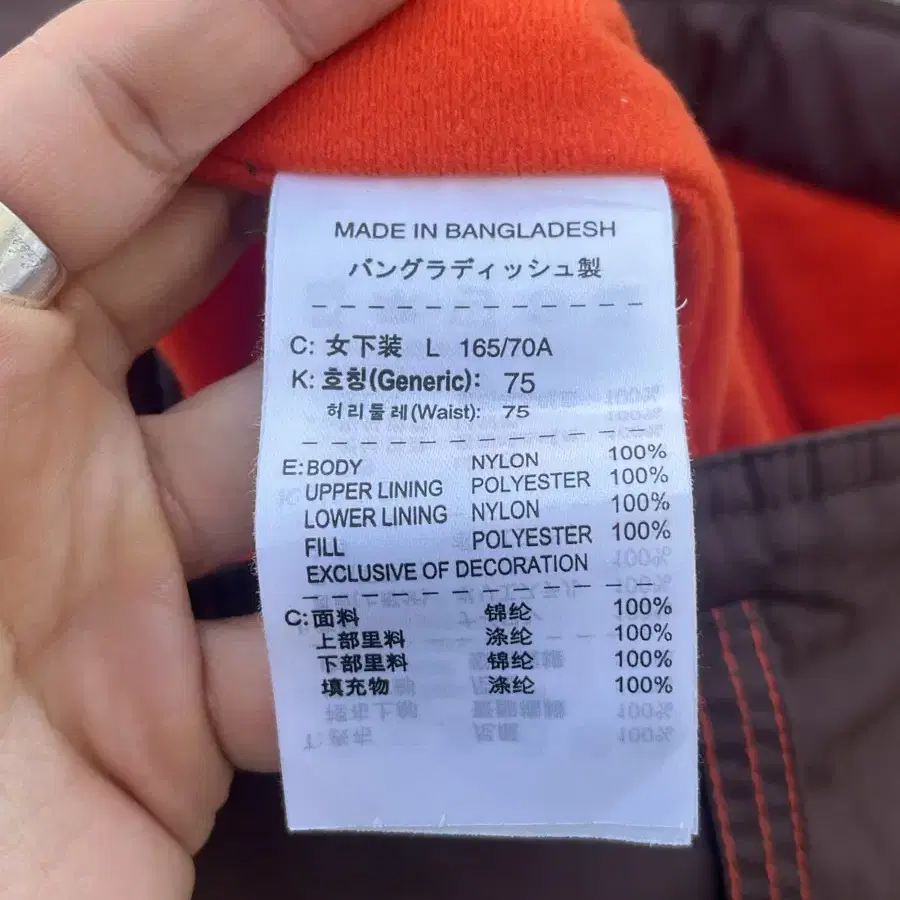 MADE IN BANGLADESH
バングラディッシュ製
C: 女下装 L 165/70A
K: 호칭(Generic): 75
허리둘레(Waist): 75
E: BODY NYLON 100%
UPPER LINING POLYESTER 100%
LOWER LINING NYLON 100%
FILL POLYESTER 100%
EXCLUSIVE OF DECORATION
C: 面料 锦纶 100%
上部里料 涤纶 100%
下部里料 锦纶 100%
填充物 涤纶 100%